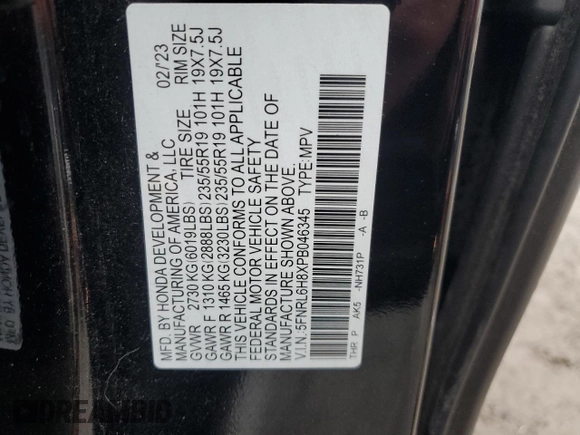 MFD. BY HONDA DEVELOPMENT & 02/'23
MANUFACTURING OF AMERICA, LLC
TIRE SIZE RIM SIZE
GVWR 2730 KG(6019LBS)
GAWR F 1310 KG(2888LBS) 235/55R19 101H 19X7.5J
GAWR R 1465 KG(3230LBS) 235/55R19 101H 19X7.5J
THIS VEHICLE CONFORMS TO ALL APPLICABLE
FEDERAL MOTOR VEHICLE SAFETY
STANDARDS IN EFFECT ON THE DATE OF
MANUFACTURE SHOWN ABOVE.
V.I.N.:5FNRL6H8XPB046345 TYPE:MPV
THR P AK5 -NH731P -A -B
DREAMBID